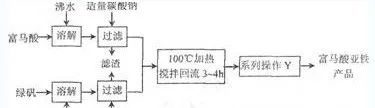 沸水 适量碳酸钠
富马酸 溶解 过滤
滤渣
100℃加热
搅拌回流3~4h
系列操作Y
富马酸亚铁
产品
绿矾 溶解 过滤